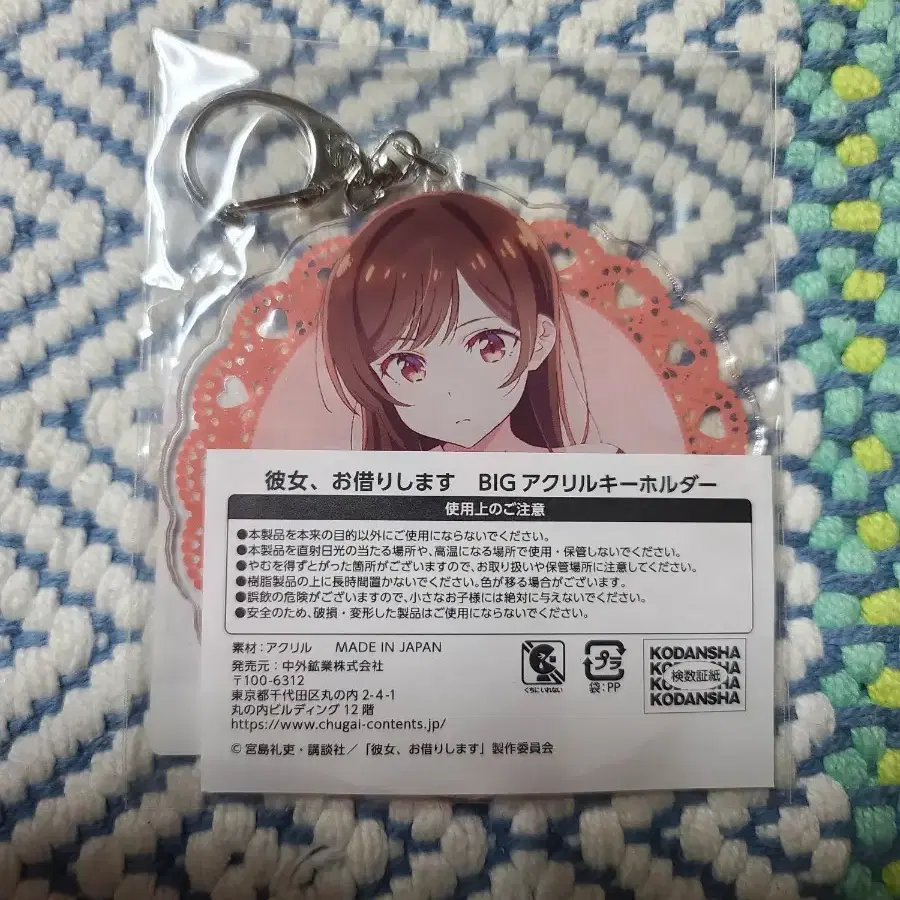 彼女、お借りします　BIG アクリルキーホルダー
使用上のご注意
●本製品を本来の目的以外にご使用にならないでください。
●本製品を直射日光の当たる場所や、高温になる場所で使用・保管しないでください。
●やむを得ずとがった箇所がございますので、お取り扱いや保管場所に注意してください。
●樹脂製品の上に長時間置かないでください。色が移る場合がございます。
●誤飲の危険がございますので、小さなお子様には絶対に与えないでください。
●安全のため、破損・変形した製品はご使用にならないでください。
素材：アクリル　MADE IN JAPAN
発売元：中外鉱業株式会社
〒100-6312
東京都千代田区丸の内 2-4-1
丸の内ビルディング 12 階
https://www.chugai-contents.jp/
© 宮島礼吏・講談社／「彼女、お借りします」製作委員会
くちにいれない
プラ
袋：PP
KODANSHA
KODANSHA
検数証紙
KODANSHA
KODANSHA